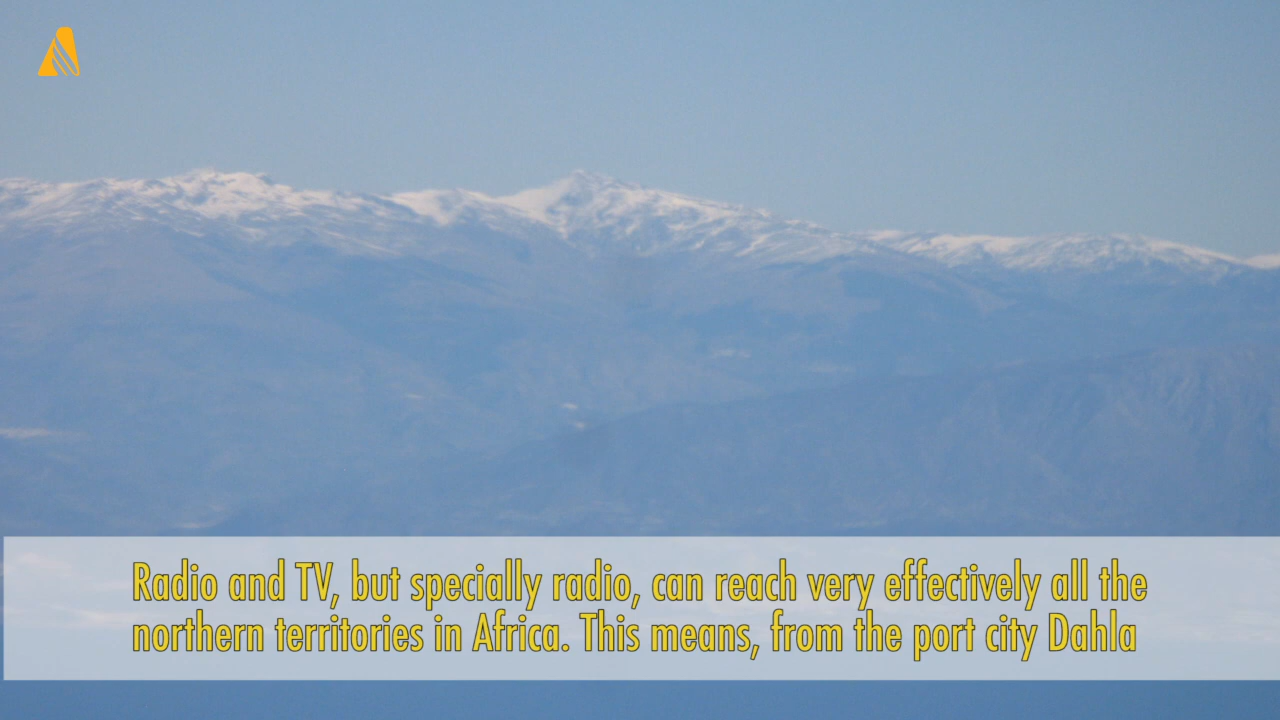 Radio and TV, but specially radio, can reach very effectively all the
northern territories in Africa. This means, from the port city Dahla